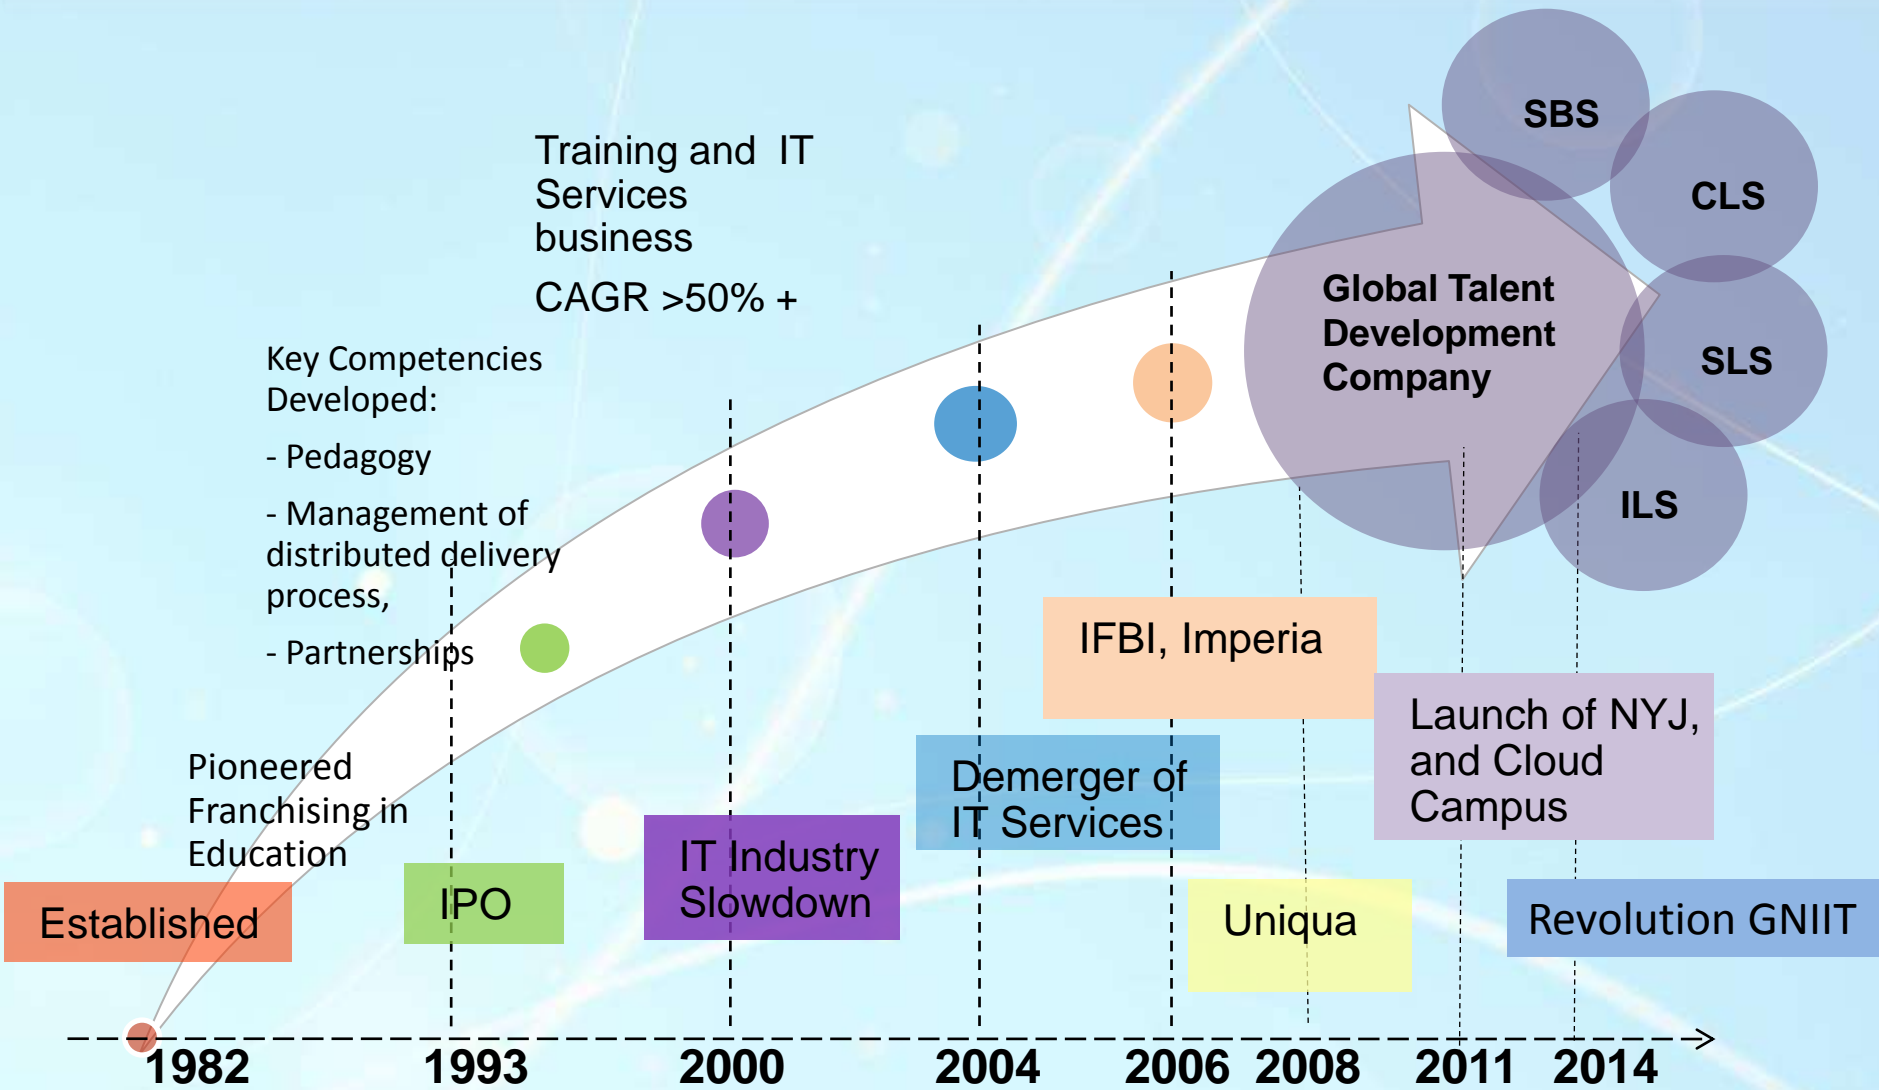 Training and IT
Services
business
CAGR >50% +
Key Competencies
Developed:
- Pedagogy
- Management of
distributed delivery
process,
- Partnerships
Pioneered
Franchising in
Education
Global Talent
Development
Company
SBS
CLS
SLS
ILS
Established
IPO
IT Industry
Slowdown
Demerger of
IT Services
IFBI, Imperia
Uniqua
Launch of NYJ,
and Cloud
Campus
Revolution GNIIT
1982
1993
2000
2004
2006
2008
2011
2014